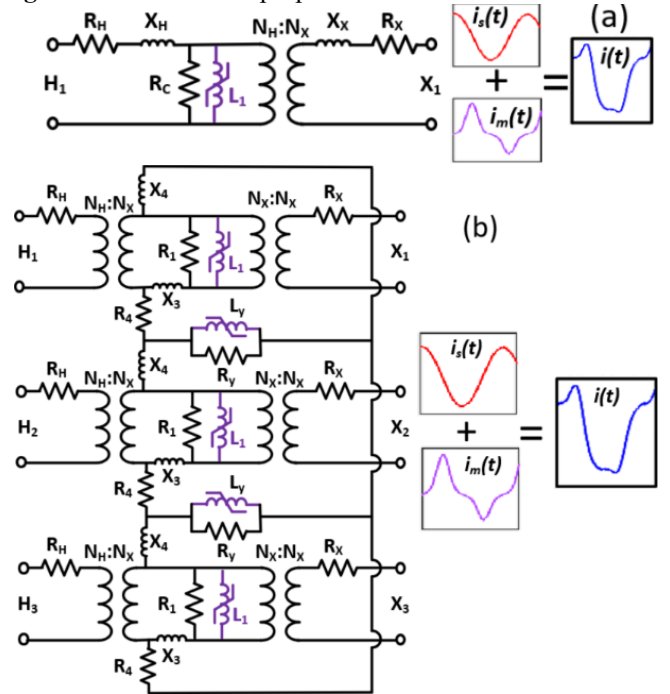 R_H X_H N_H:N_X X_X R_X i_s(t) (a)
H_1 R_C L_1 X_1 + = i(t)
i_m(t)
R_H N_H:N_X X_4 N_X:N_X R_X (b)
H_1 R_1 L_1 X_1
X_3
R_4 L_y
X_4 R_y
R_H N_H:N_X N_X:N_X R_X i_s(t)
H_2 R_1 L_1 X_2 + = i(t)
X_3 i_m(t)
R_4 L_y
X_4 R_y
R_H N_H:N_X N_X:N_X R_X
H_3 R_1 L_1 X_3
X_3
R_4